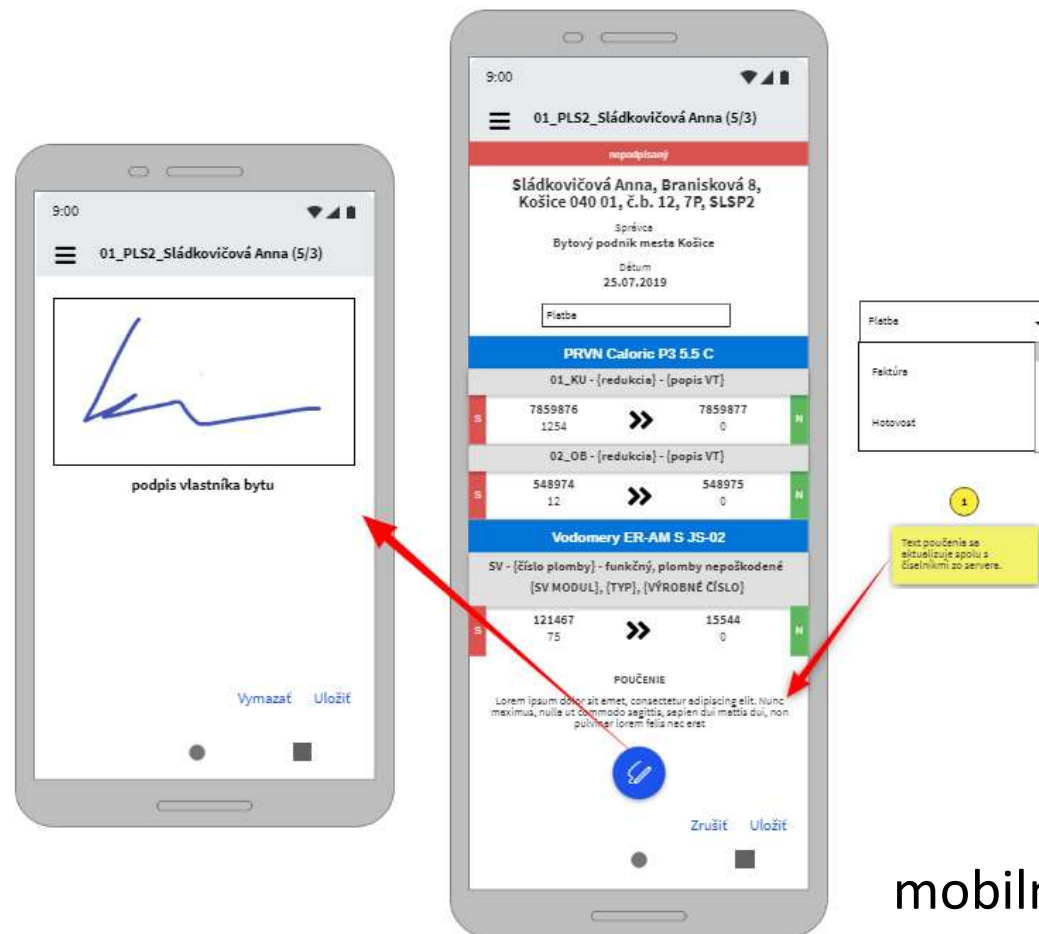 9:00
01_PLS2_Sládkovičová Anna (5/3)
podpis vlastníka bytu
Vymazať Uložiť
9:00
01_PLS2_Sládkovičová Anna (5/3)
nepodpísaný
Sládkovičová Anna, Branisková 8,
Košice 040 01, č.b. 12, 7P, SLSP2
Správca
Bytový podnik mesta Košice
Dátum
25.07.2019
Platba
PRVN Caloric P3 5.5 C
01_KU - {redukcia} - {popis VT}
S 7859876 7859877 N
1254 0
02_OB - {redukcia} - {popis VT}
S 548974 548975 N
12 0
Vodomery ER-AM S JS-02
SV - {číslo plomby} - funkčný, plomby nepoškodené
{SV MODUL}, {TYP}, {VÝROBNÉ ČÍSLO}
S 121467 15544 N
75 0
POUČENIE
Lorem ipsum dolor sit amet, consectetur adipiscing elit. Nunc
maximus, nulla ut commodo sagittis, sapien dui mattis dui, non
pulvinar lorem felis nec erat
Zrušiť Uložiť
Platba
Faktúra
Hotovosť
1
Text poučenia sa
aktualizuje spolu s
číselníkmi zo servera.
mobiln